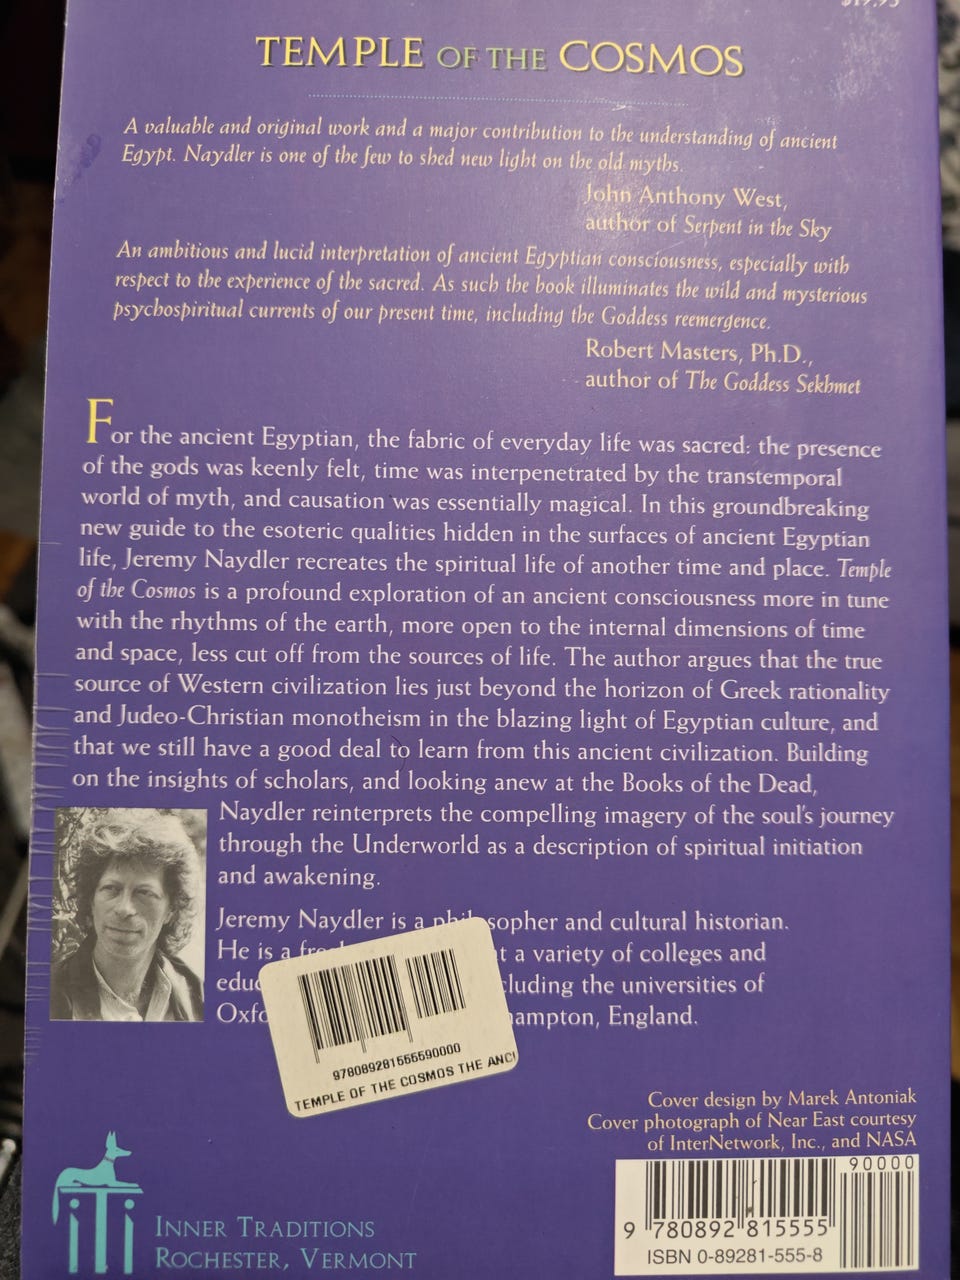 $19.95
TEMPLE OF THE COSMOS
A valuable and original work and a major contribution to the understanding of ancient
Egypt. Naydler is one of the few to shed new light on the old myths.
John Anthony West,
author of Serpent in the Sky
An ambitious and lucid interpretation of ancient Egyptian consciousness, especially with
respect to the experience of the sacred. As such the book illuminates the wild and mysterious
psychospiritual currents of our present time, including the Goddess reemergence.
Robert Masters, Ph.D.,
author of The Goddess Sekhmet
For the ancient Egyptian, the fabric of everyday life was sacred: the presence
of the gods was keenly felt, time was interpenetrated by the transtemporal
world of myth, and causation was essentially magical. In this groundbreaking
new guide to the esoteric qualities hidden in the surfaces of ancient Egyptian
life, Jeremy Naydler recreates the spiritual life of another time and place. Temple
of the Cosmos is a profound exploration of an ancient consciousness more in tune
with the rhythms of the earth, more open to the internal dimensions of time
and space, less cut off from the sources of life. The author argues that the true
source of Western civilization lies just beyond the horizon of Greek rationality
and Judeo-Christian monotheism in the blazing light of Egyptian culture, and
that we still have a good deal to learn from this ancient civilization. Building
on the insights of scholars, and looking anew at the Books of the Dead,
Naydler reinterprets the compelling imagery of the soul's journey
through the Underworld as a description of spiritual initiation
and awakening.
Jeremy Naydler is a philosopher and cultural historian.
He is a t a variety of colleges and
cluding the universities of
hampton, England.
978089281555590000
TEMPLE OF THE COSMOS THE ANCI
Cover design by Marek Antoniak
Cover photograph of Near East courtesy
of InterNetwork, Inc., and NASA
iTi
INNER TRADITIONS
ROCHESTER, VERMONT
90000
9 780892 815555
ISBN 0-89281-555-8